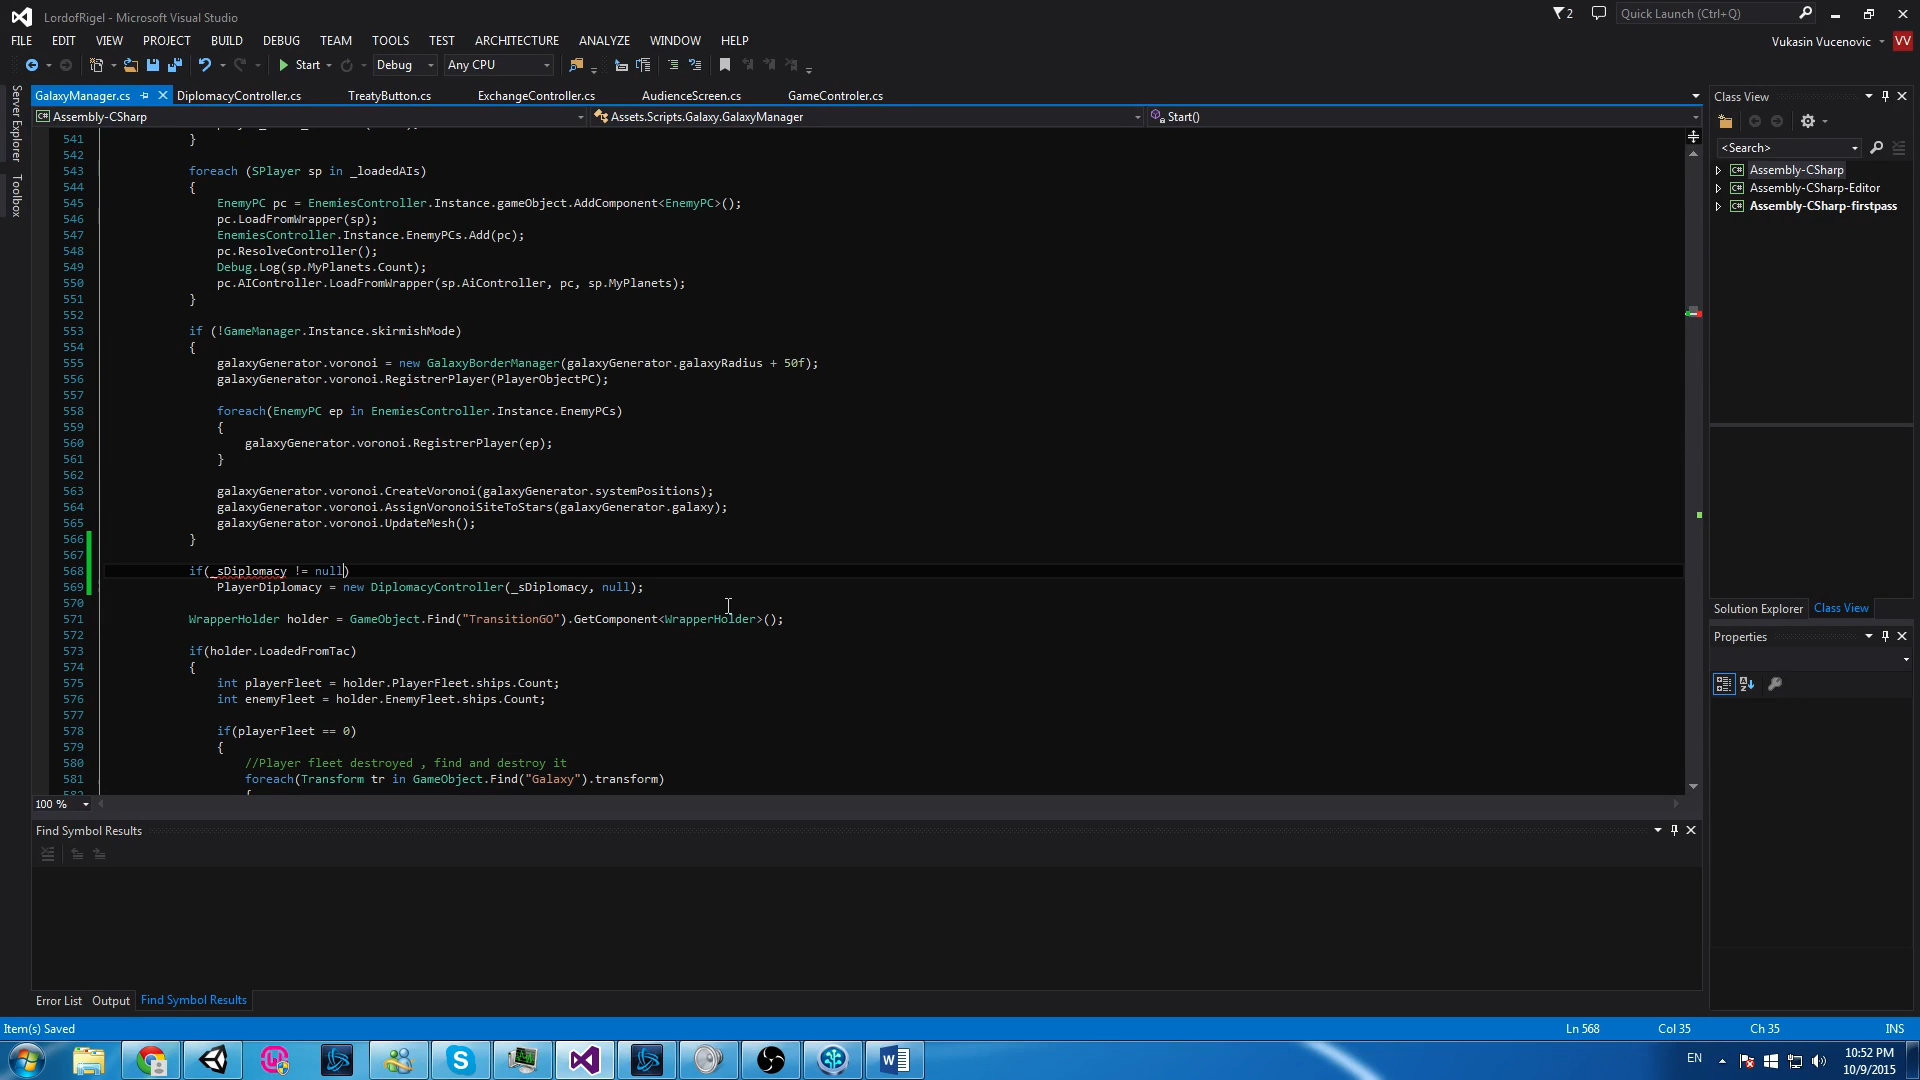 LordofRigel - Microsoft Visual Studio
2
Quick Launch (Ctrl+Q)
FILE EDIT VIEW PROJECT BUILD DEBUG TEAM TOOLS TEST ARCHITECTURE ANALYZE WINDOW HELP
Vukasin Vucenovic VV
Start Debug Any CPU
Server Explorer
Toolbox
GalaxyManager.cs DiplomacyController.cs TreatyButton.cs ExchangeController.cs AudienceScreen.cs GameControler.cs
Assembly-CSharp Assets.Scripts.Galaxy.GalaxyManager Start()
541 }
542
543 foreach (SPlayer sp in _loadedAIs)
544 {
545 EnemyPC pc = EnemiesController.Instance.gameObject.AddComponent<EnemyPC>();
546 pc.LoadFromWrapper(sp);
547 EnemiesController.Instance.EnemyPCs.Add(pc);
548 pc.ResolveController();
549 Debug.Log(sp.MyPlanets.Count);
550 pc.AIController.LoadFromWrapper(sp.AiController, pc, sp.MyPlanets);
551 }
552
553 if (!GameManager.Instance.skirmishMode)
554 {
555 galaxyGenerator.voronoi = new GalaxyBorderManager(galaxyGenerator.galaxyRadius + 50f);
556 galaxyGenerator.voronoi.RegistrerPlayer(PlayerObjectPC);
557
558 foreach(EnemyPC ep in EnemiesController.Instance.EnemyPCs)
559 {
560 galaxyGenerator.voronoi.RegistrerPlayer(ep);
561 }
562
563 galaxyGenerator.voronoi.CreateVoronoi(galaxyGenerator.systemPositions);
564 galaxyGenerator.voronoi.AssignVoronoiSiteToStars(galaxyGenerator.galaxy);
565 galaxyGenerator.voronoi.UpdateMesh();
566 }
567
568 if(_sDiplomacy != null)
569 PlayerDiplomacy = new DiplomacyController(_sDiplomacy, null);
570
571 WrapperHolder holder = GameObject.Find("TransitionGO").GetComponent<WrapperHolder>();
572
573 if(holder.LoadedFromTac)
574 {
575 int playerFleet = holder.PlayerFleet.ships.Count;
576 int enemyFleet = holder.EnemyFleet.ships.Count;
577
578 if(playerFleet == 0)
579 {
580 //Player fleet destroyed , find and destroy it
581 foreach(Transform tr in GameObject.Find("Galaxy").transform)
100 %
Class View
<Search>
Assembly-CSharp
Assembly-CSharp-Editor
Assembly-CSharp-firstpass
Solution Explorer Class View
Properties
Find Symbol Results
Error List Output Find Symbol Results
Item(s) Saved Ln 568 Col 35 Ch 35 INS
EN
10:52 PM
10/9/2015